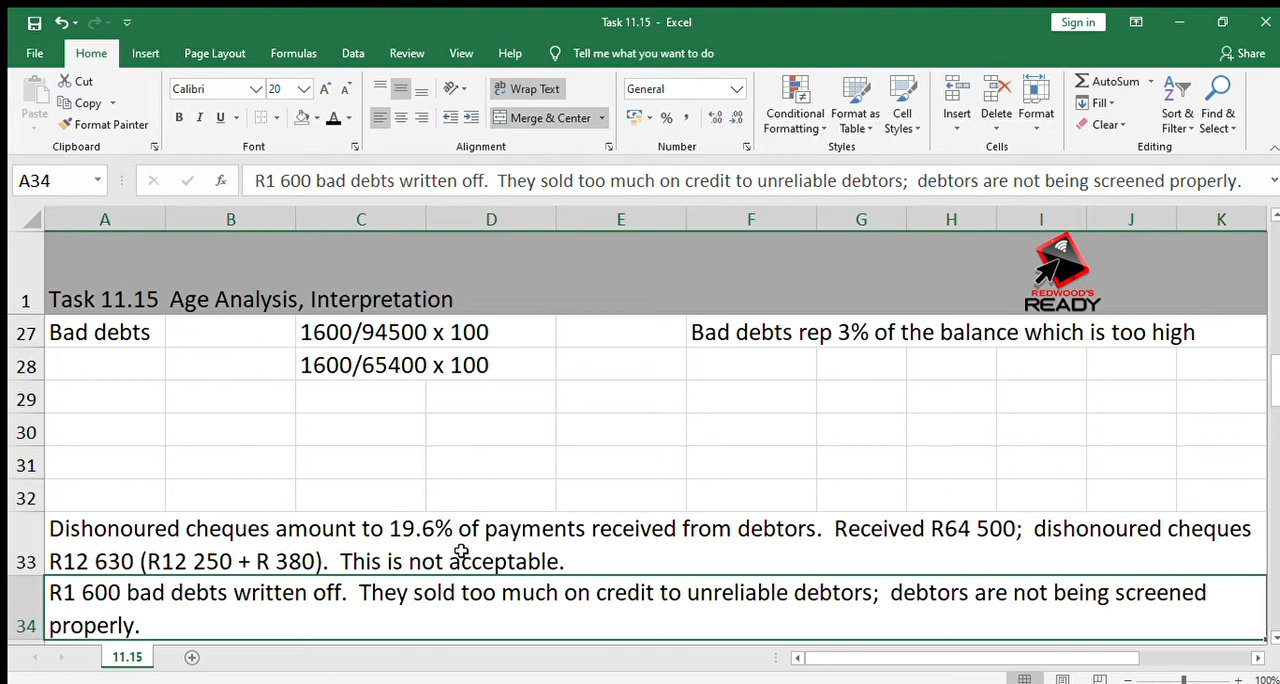 Task 11.15 - Excel
Sign in
File Home Insert Page Layout Formulas Data Review View Help Tell me what you want to do Share
Paste
Cut
Copy
Format Painter
Clipboard
Calibri 20 A A
B I U A
Font
ab Wrap Text
Merge & Center
Alignment
General
% , .00
Number
Conditional Formatting
Format as Table
Cell Styles
Styles
Insert Delete Format
Cells
AutoSum
Fill
Clear
Sort & Filter
Find & Select
Editing
A34 fx R1 600 bad debts written off. They sold too much on credit to unreliable debtors; debtors are not being screened properly.
A B C D E F G H I J K
1 Task 11.15 Age Analysis, Interpretation
REDWOOD'S
READY
27 Bad debts 1600/94500 x 100 Bad debts rep 3% of the balance which is too high
28 1600/65400 x 100
29
30
31
32
Dishonoured cheques amount to 19.6% of payments received from debtors. Received R64 500; dishonoured cheques
33 R12 630 (R12 250 + R 380). This is not acceptable.
R1 600 bad debts written off. They sold too much on credit to unreliable debtors; debtors are not being screened
34 properly.
11.15
100%